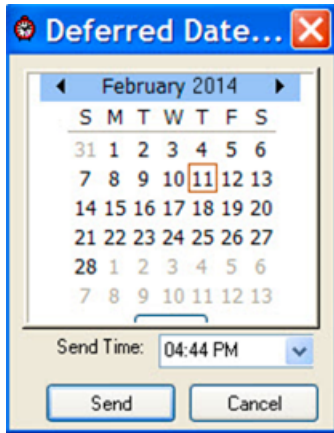 Deferred Date...
February 2014
S M T W T F S
31 1 2 3 4 5 6
7 8 9 10 11 12 13
14 15 16 17 18 19 20
21 22 23 24 25 26 27
28 1 2 3 4 5 6
7 8 9 10 11 12 13
Send Time: 04:44 PM
Send Cancel